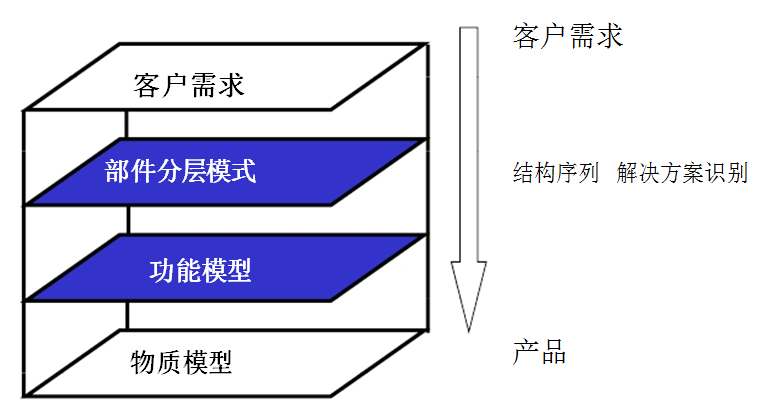 客户需求
客户需求
部件分层模式
结构序列 解决方案识别
功能模型
物质模型
产品